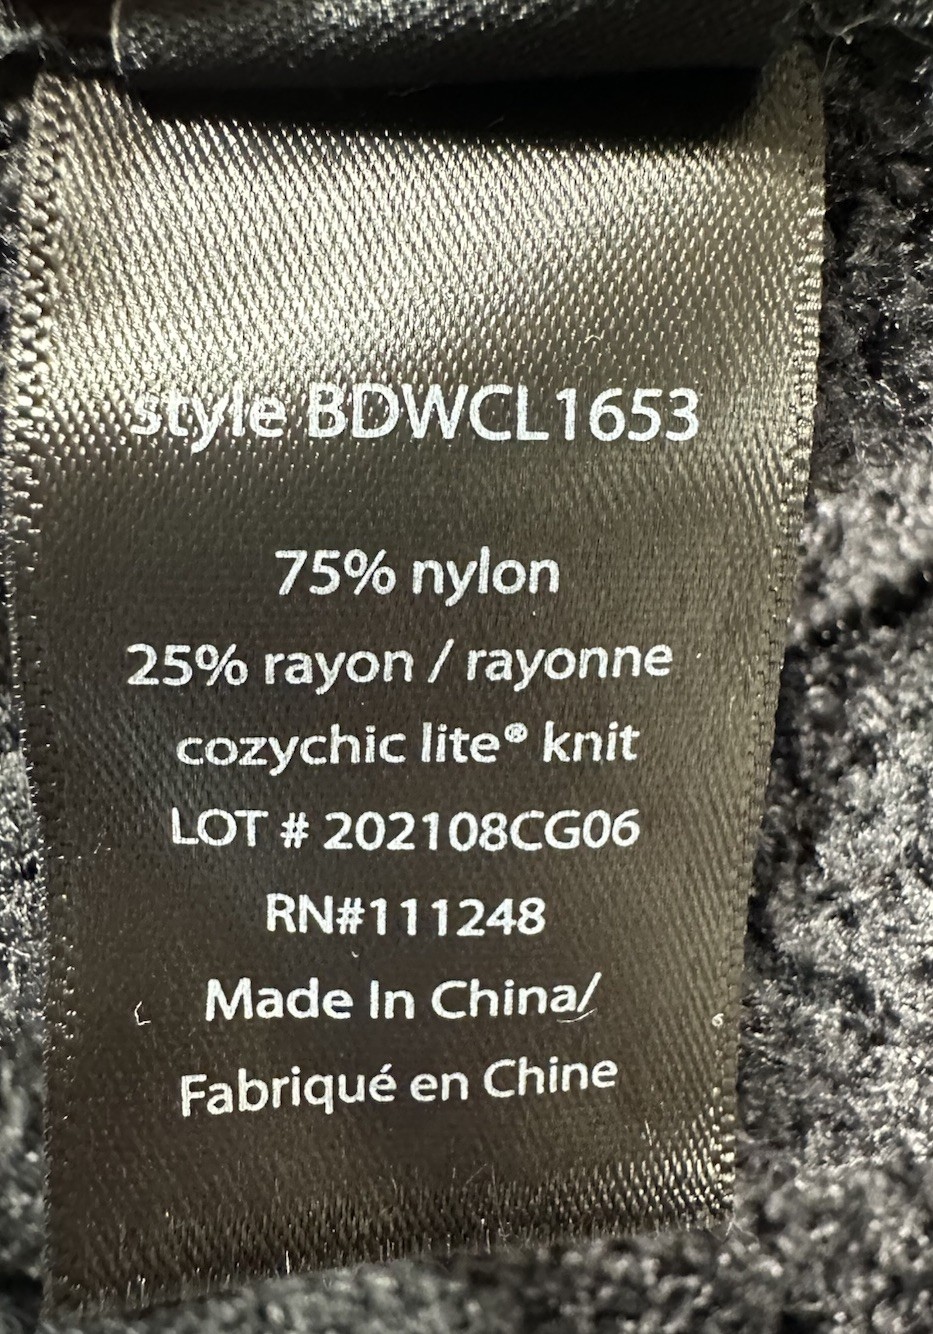 style BDWCL1653
75% nylon
25% rayon / rayonne
cozychic lite® knit
LOT # 202108CG06
RN#111248
Made In China/
Fabriqué en Chine